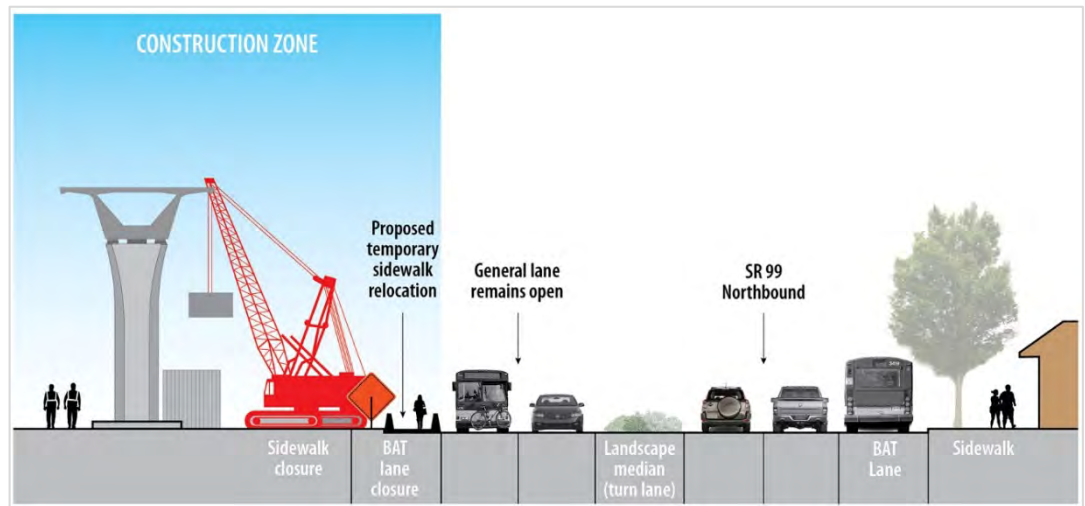 CONSTRUCTION ZONE
Proposed
temporary
sidewalk
relocation
General lane
remains open
SR 99
Northbound
Sidewalk
closure
BAT
lane
closure
Landscape
median
(turn lane)
BAT
Lane
Sidewalk